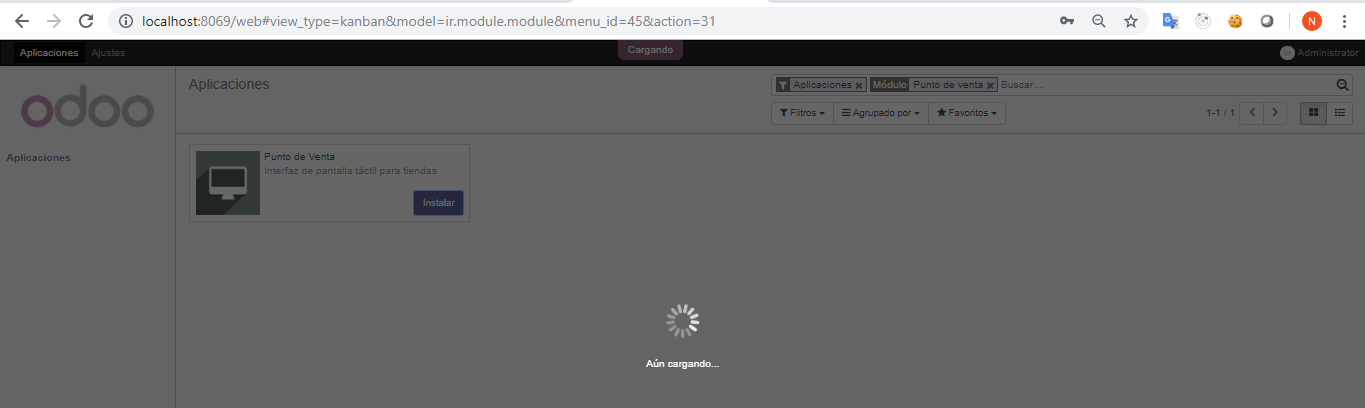 localhost:8069/web#view_type=kanban&model=ir.module.module&menu_id=45&action=31
N
Aplicaciones Ajustes Cargando Administrator
odoo
Aplicaciones
Aplicaciones
Aplicaciones Módulo Punto de venta Buscar...
Filtros Agrupado por Favoritos 1-1 / 1
Punto de Venta
Interfaz de pantalla táctil para tiendas
Instalar
Aún cargando...